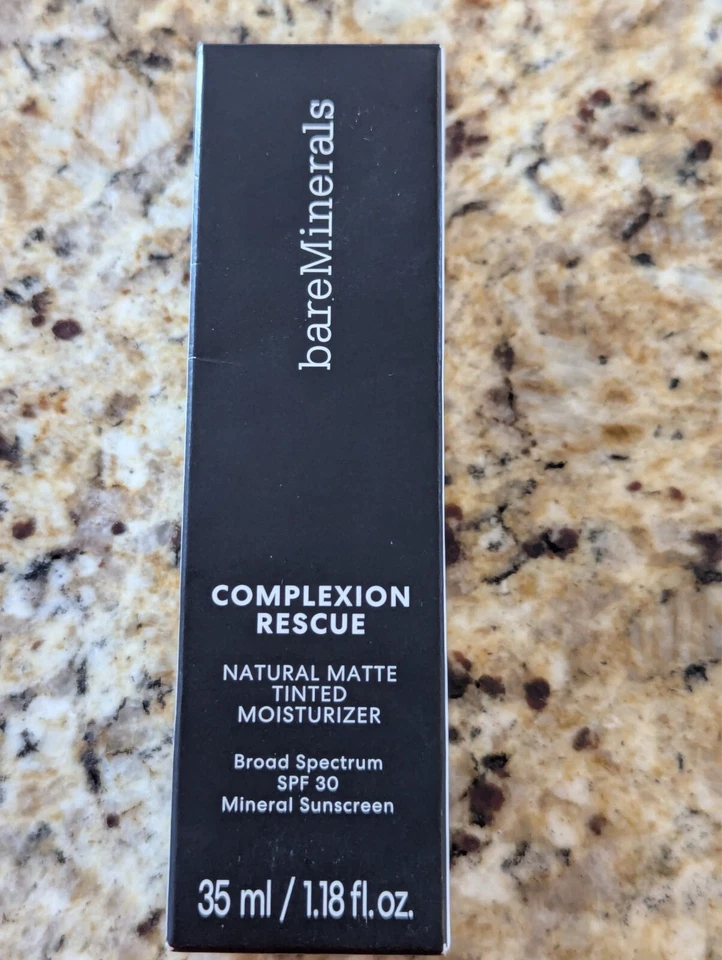 bareMinerals
COMPLEXION
RESCUE
NATURAL MATTE
TINTED
MOISTURIZER
Broad Spectrum
SPF 30
Mineral Sunscreen
35 ml / 1.18 fl. oz.